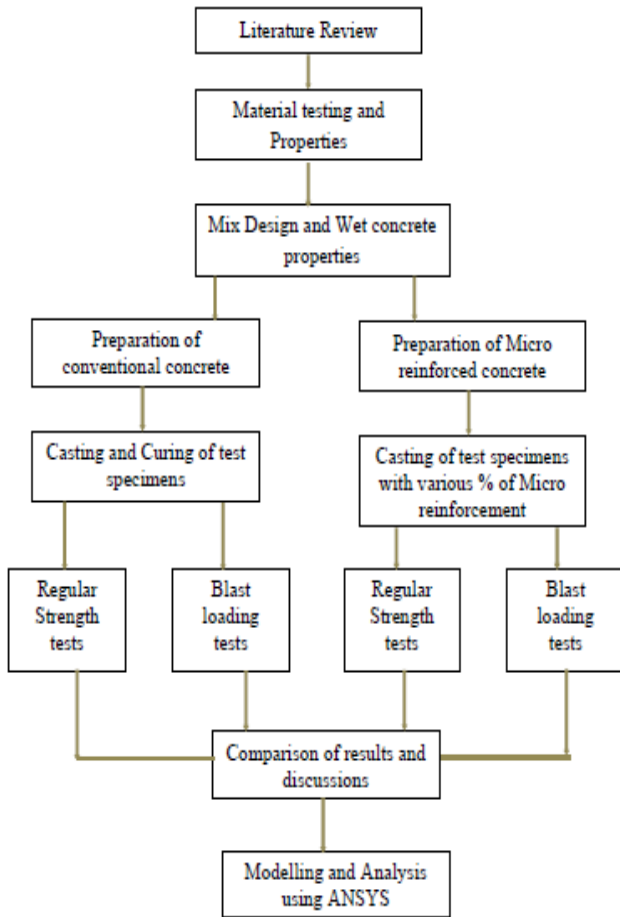 Literature Review
Material testing and
Properties
Mix Design and Wet concrete
properties
Preparation of
conventional concrete
Preparation of Micro
reinforced concrete
Casting and Curing of test
specimens
Casting of test specimens
with various % of Micro
reinforcement
Regular
Strength
tests
Blast
loading
tests
Regular
Strength
tests
Blast
loading
tests
Comparison of results and
discussions
Modelling and Analysis
using ANSYS